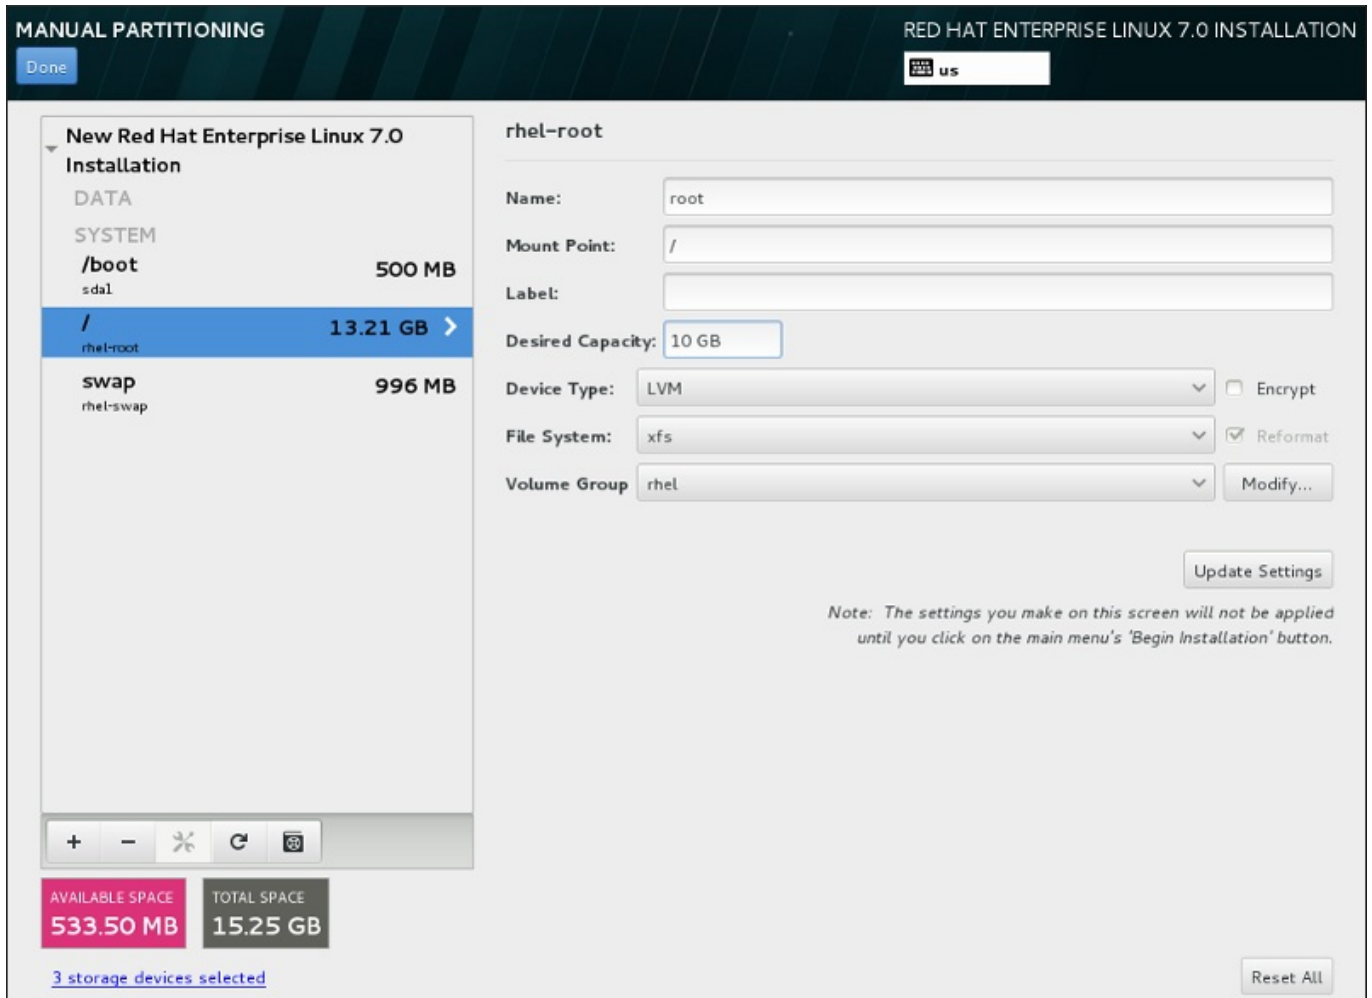 MANUAL PARTITIONING
RED HAT ENTERPRISE LINUX 7.0 INSTALLATION
Done
us
New Red Hat Enterprise Linux 7.0
Installation
DATA
SYSTEM
/boot
500 MB
sda1
/
13.21 GB
rhel-root
swap
996 MB
rhel-swap
rhel-root
Name:
root
Mount Point:
/
Label:
Desired Capacity:
10 GB
Device Type:
LVM
Encrypt
File System:
xfs
Reformat
Volume Group
rhel
Modify...
Update Settings
Note: The settings you make on this screen will not be applied
until you click on the main menu's 'Begin Installation' button.
AVAILABLE SPACE
533.50 MB
TOTAL SPACE
15.25 GB
3 storage devices selected
Reset All